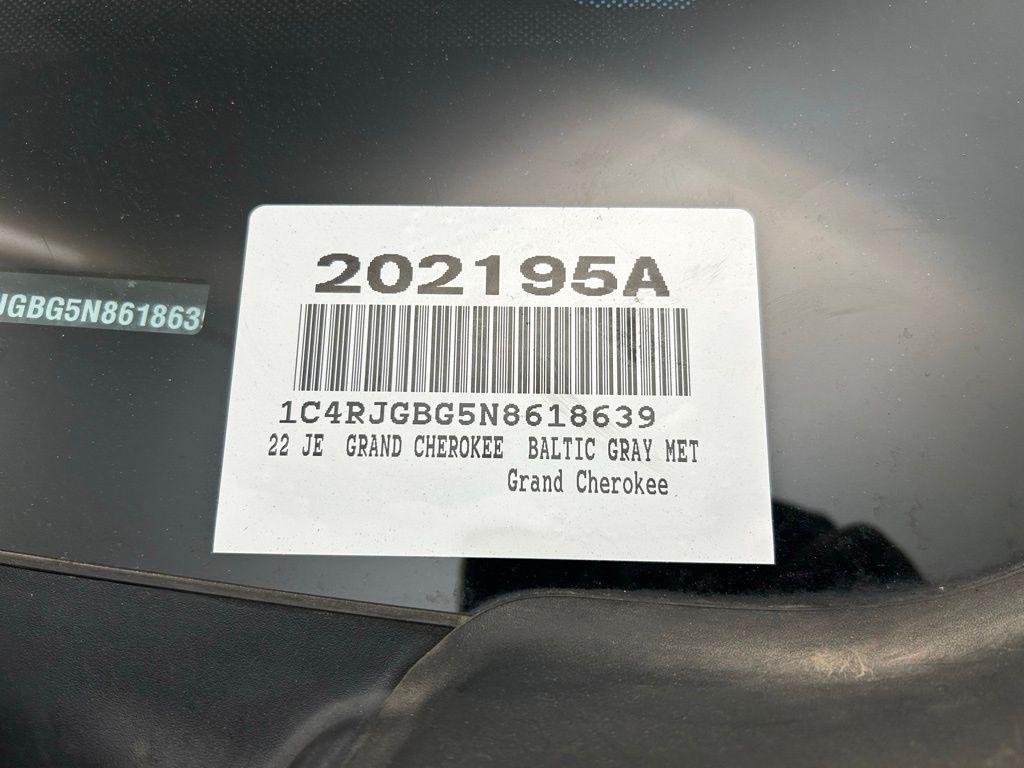 202195A
JGBG5N861863
1C4RJGBG5N8618639
22 JE GRAND CHEROKEE BALTIC GRAY MET
Grand Cherokee